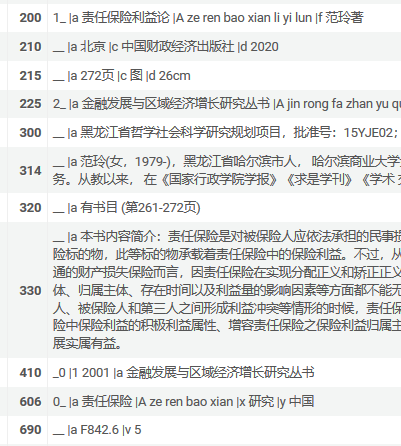 200 1_ |a 责任保险利益论 |A ze ren bao xian li yi lun |f 范玲著
210 __ |a 北京 |c 中国财政经济出版社 |d 2020
215 __ |a 272页 |c 图 |d 26cm
225 2_ |a 金融发展与区域经济增长研究丛书 |A jin rong fa zhan yu q
300 __ |a 黑龙江省哲学社会科学研究规划项目，批准号：15YJE02；
314 __ |a 范玲(女，1979-)，黑龙江省哈尔滨市人， 哈尔滨商业大学
务。从教以来， 在《国家行政学院学报》《求是学刊》《学术
320 __ |a 有书目 (第261-272页)
330 __ |a 本书内容简介：责任保险是对被保险人应依法承担的民事
险标的物，此等标的物承载着责任保险中的保险利益。不过，从
通的财产损失保险而言，因责任保险在实现分配正义和矫正正义
体、归属主体、存在时间以及利益量的影响因素等方面都不能无
人、被保险人和第三人之间形成利益冲突等情形的时候，责任保
险中保险利益的积极利益属性、增容责任保险之保险利益归属主
展实属有益。
410 _0 |1 2001 |a 金融发展与区域经济增长研究丛书
606 0_ |a 责任保险 |A ze ren bao xian |x 研究 |y 中国
690 __ |a F842.6 |v 5